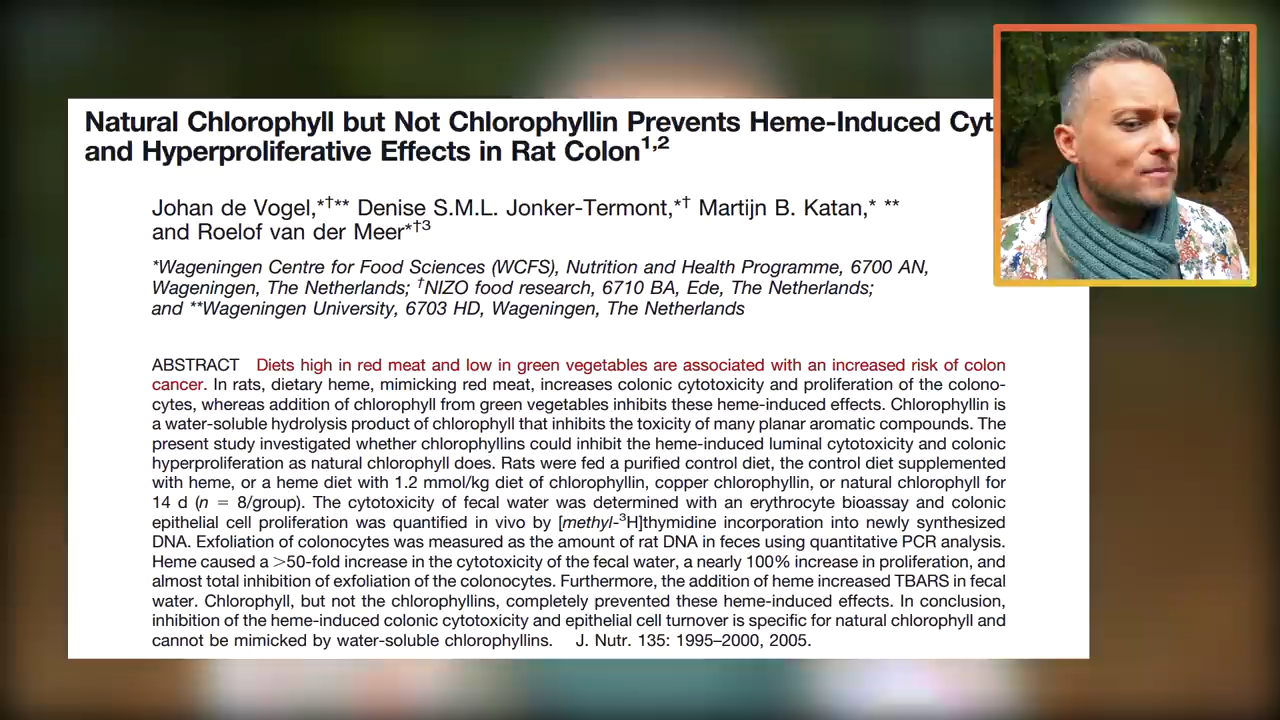 Natural Chlorophyll but Not Chlorophyllin Prevents Heme-Induced Cyt
and Hyperproliferative Effects in Rat Colon1,2
Johan de Vogel,*†** Denise S.M.L. Jonker-Termont,*† Martijn B. Katan,* **
and Roelof van der Meer*†3
*Wageningen Centre for Food Sciences (WCFS), Nutrition and Health Programme, 6700 AN,
Wageningen, The Netherlands; †NIZO food research, 6710 BA, Ede, The Netherlands;
and **Wageningen University, 6703 HD, Wageningen, The Netherlands
ABSTRACT Diets high in red meat and low in green vegetables are associated with an increased risk of colon
cancer. In rats, dietary heme, mimicking red meat, increases colonic cytotoxicity and proliferation of the colono-
cytes, whereas addition of chlorophyll from green vegetables inhibits these heme-induced effects. Chlorophyllin is
a water-soluble hydrolysis product of chlorophyll that inhibits the toxicity of many planar aromatic compounds. The
present study investigated whether chlorophyllins could inhibit the heme-induced luminal cytotoxicity and colonic
hyperproliferation as natural chlorophyll does. Rats were fed a purified control diet, the control diet supplemented
with heme, or a heme diet with 1.2 mmol/kg diet of chlorophyllin, copper chlorophyllin, or natural chlorophyll for
14 d (n = 8/group). The cytotoxicity of fecal water was determined with an erythrocyte bioassay and colonic
epithelial cell proliferation was quantified in vivo by [methyl-3H]thymidine incorporation into newly synthesized
DNA. Exfoliation of colonocytes was measured as the amount of rat DNA in feces using quantitative PCR analysis.
Heme caused a >50-fold increase in the cytotoxicity of the fecal water, a nearly 100% increase in proliferation, and
almost total inhibition of exfoliation of the colonocytes. Furthermore, the addition of heme increased TBARS in fecal
water. Chlorophyll, but not the chlorophyllins, completely prevented these heme-induced effects. In conclusion,
inhibition of the heme-induced colonic cytotoxicity and epithelial cell turnover is specific for natural chlorophyll and
cannot be mimicked by water-soluble chlorophyllins. J. Nutr. 135: 1995–2000, 2005.